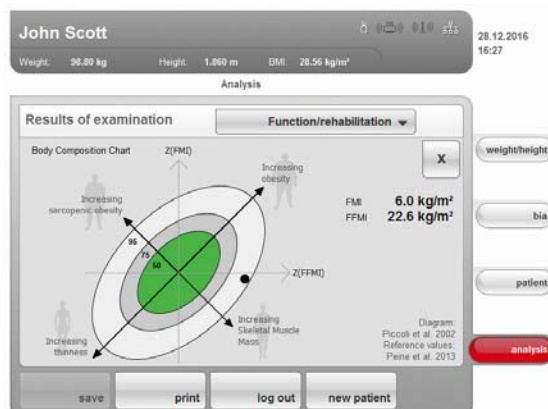 John Scott
28.12.2016
16:27
Weight: 98.80 kg Height: 1.860 m BMI: 28.56 kg/m²
Analysis
Results of examination Function/rehabilitation
Body Composition Chart Z(FMI)
X
weight/height
Increasing
obesity
Increasing
sarcopenic obesity
FMI 6.0 kg/m²
FFMI 22.6 kg/m²
bia
95
75
50
Z(FFMI)
patient
Increasing
Skeletal Muscle
Mass
Increasing
thinness
Diagram:
Piccoli et al. 2002
Reference values:
Peine et al. 2013
analysis
save print log out new patient